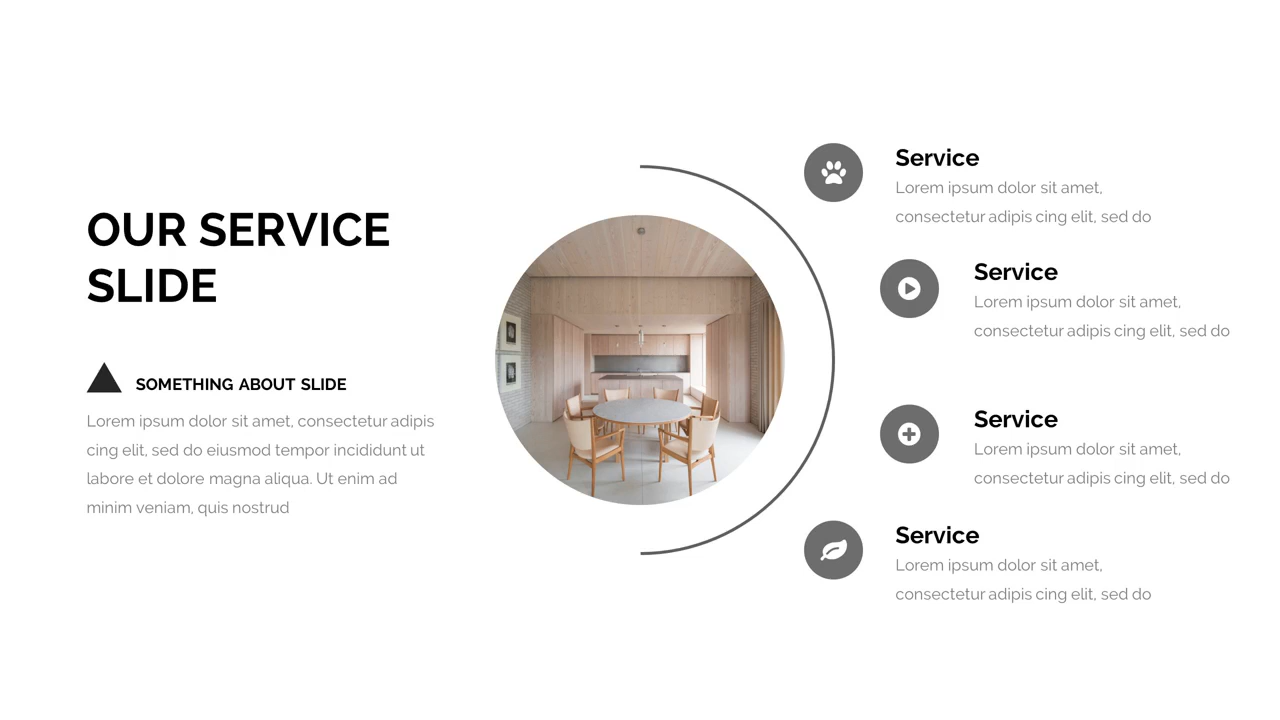 OUR SERVICE
SLIDE
SOMETHING ABOUT SLIDE
Lorem ipsum dolor sit amet, consectetur adipis
cing elit, sed do eiusmod tempor incididunt ut
labore et dolore magna aliqua. Ut enim ad
minim veniam, quis nostrud
Service
Lorem ipsum dolor sit amet,
consectetur adipis cing elit, sed do
Service
Lorem ipsum dolor sit amet,
consectetur adipis cing elit, sed do
Service
Lorem ipsum dolor sit amet,
consectetur adipis cing elit, sed do
Service
Lorem ipsum dolor sit amet,
consectetur adipis cing elit, sed do